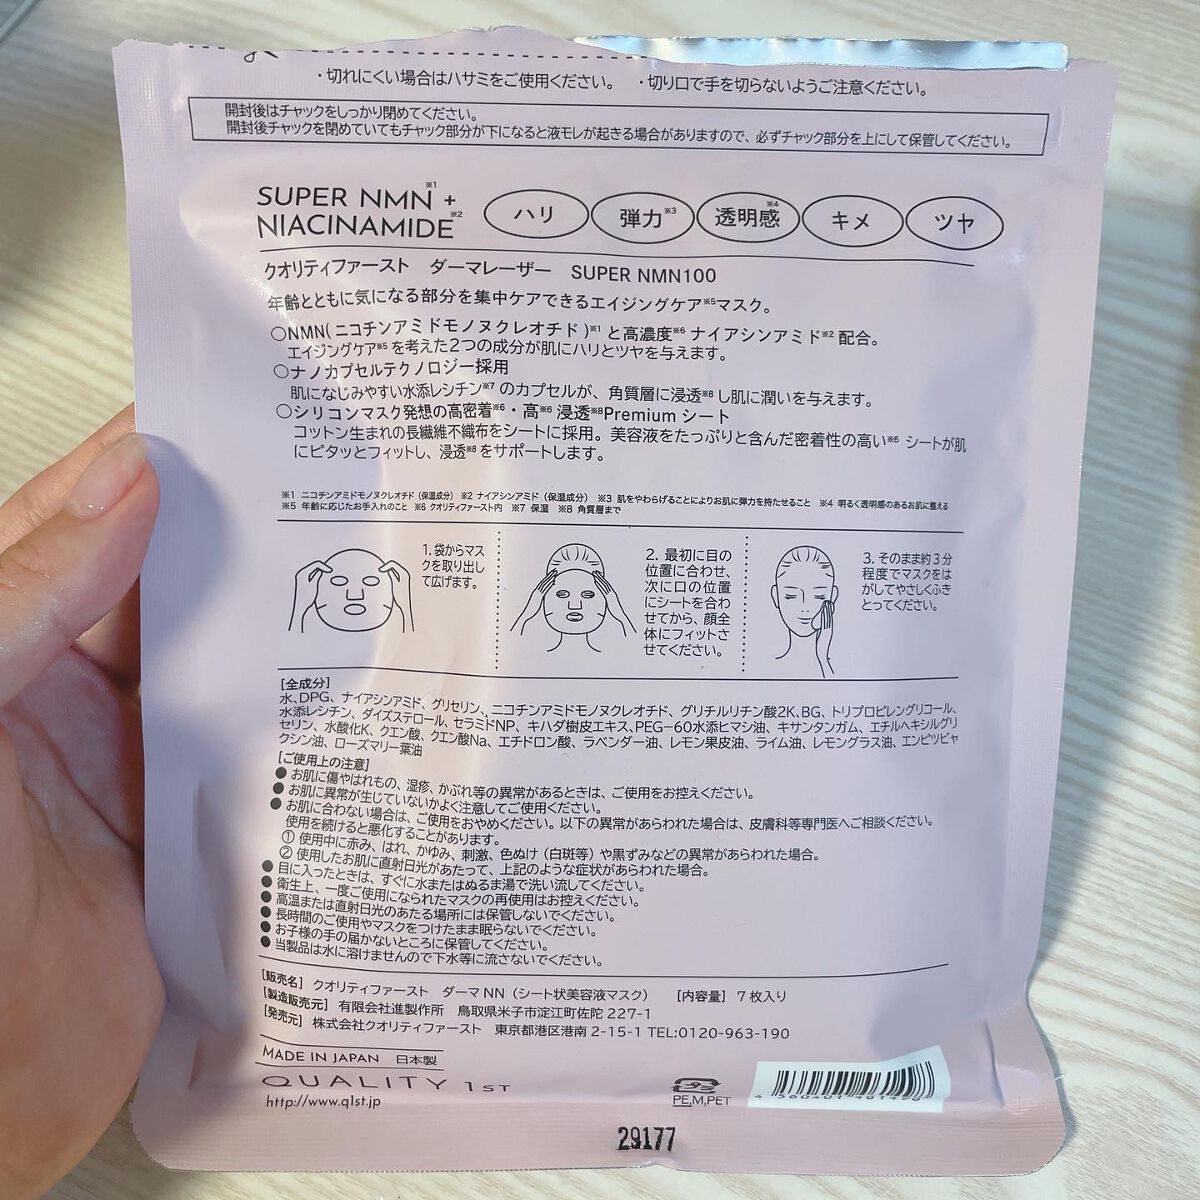 ・切れにくい場合はハサミをご使用ください。 ・切り口で手を切らないようご注意ください。
開封後はチャックをしっかり閉めてください。
開封後チャックを閉めていてもチャック部分が下になると液モレが起きる場合がありますので、必ずチャック部分を上にして保管してください。
SUPER NMN※1 +
NIACINAMIDE※2
ハリ 弾力※3 透明感※4 キメ ツヤ
クオリティファースト ダーマレーザー SUPER NMN100
年齢とともに気になる部分を集中ケアできるエイジングケア※5マスク。
○NMN(ニコチンアミドモノヌクレオチド)※1 と高濃度※6 ナイアシンアミド※2 配合。
エイジングケア※5 を考えた2つの成分が肌にハリとツヤを与えます。
○ナノカプセルテクノロジー採用
肌になじみやすい水添レシチン※7 のカプセルが、角質層に浸透※8 し肌に潤いを与えます。
○シリコンマスク発想の高密着※6・高※6 浸透※8Premium シート
コットン生まれの長繊維不織布をシートに採用。美容液をたっぷりと含んだ密着性の高い※6 シートが肌
にピタッとフィットし、浸透※8 をサポートします。
※1 ニコチンアミドモノヌクレオチド（保湿成分） ※2 ナイアシンアミド（保湿成分） ※3 肌をやわらげることによりお肌に弾力を持たせること ※4 明るく透明感のあるお肌に整える
※5 年齢に応じたお手入れのこと ※6 クオリティファースト内 ※7 保湿 ※8 角質層まで
1. 袋からマス
クを取り出し
て広げます。
2. 最初に目の
位置に合わせ、
次に口の位置
にシートを合わ
せてから、顔全
体にフィットさ
せてください。
3. そのまま約3分
程度でマスクをは
がしてやさしくふき
とってください。
[全成分]
水、DPG、ナイアシンアミド、グリセリン、ニコチンアミドモノヌクレオチド、グリチルリチン酸2K、BG、トリプロピレングリコール、
水添レシチン、ダイズステロール、セラミドNP、キハダ樹皮エキス、PEG-60水添ヒマシ油、キサンタンガム、エチルヘキシルグリ
セリン、水酸化K、クエン酸、クエン酸Na、エチドロン酸、ラベンダー油、レモン果皮油、ライム油、レモングラス油、エンピツビャ
クシン油、ローズマリー葉油
[ご使用上の注意]
● お肌に傷やはれもの、湿疹、かぶれ等の異常があるときは、ご使用をお控えください。
● お肌に異常が生じていないかよく注意してご使用ください。
● お肌に合わない場合は、ご使用をおやめください。以下の異常があらわれた場合は、皮膚科等専門医へご相談ください。
使用を続けると悪化することがあります。
① 使用中に赤み、はれ、かゆみ、刺激、色ぬけ（白斑等）や黒ずみなどの異常があらわれた場合。
② 使用したお肌に直射日光があたって、上記のような症状があらわれた場合。
● 目に入ったときは、すぐに水またはぬるま湯で洗い流してください。
● 衛生上、一度ご使用になられたマスクの再使用はお控えください。
● 高温または直射日光のあたる場所には保管しないでください。
● 長時間のご使用やマスクをつけたまま眠らないでください。
● お子様の手の届かないところに保管してください。
● 当製品は水に溶けませんので下水等に流さないでください。
[販売名] クオリティファースト ダーマ NN（シート状美容液マスク） [内容量] 7枚入り
[製造販売元] 有限会社進製作所 鳥取県米子市淀江町佐陀 227-1
[発売元] 株式会社クオリティファースト 東京都港区港南 2-15-1 TEL:0120-963-190
MADE IN JAPAN 日本製
QUALITY 1ST
http://www.q1st.jp
PE,M,PET
29177